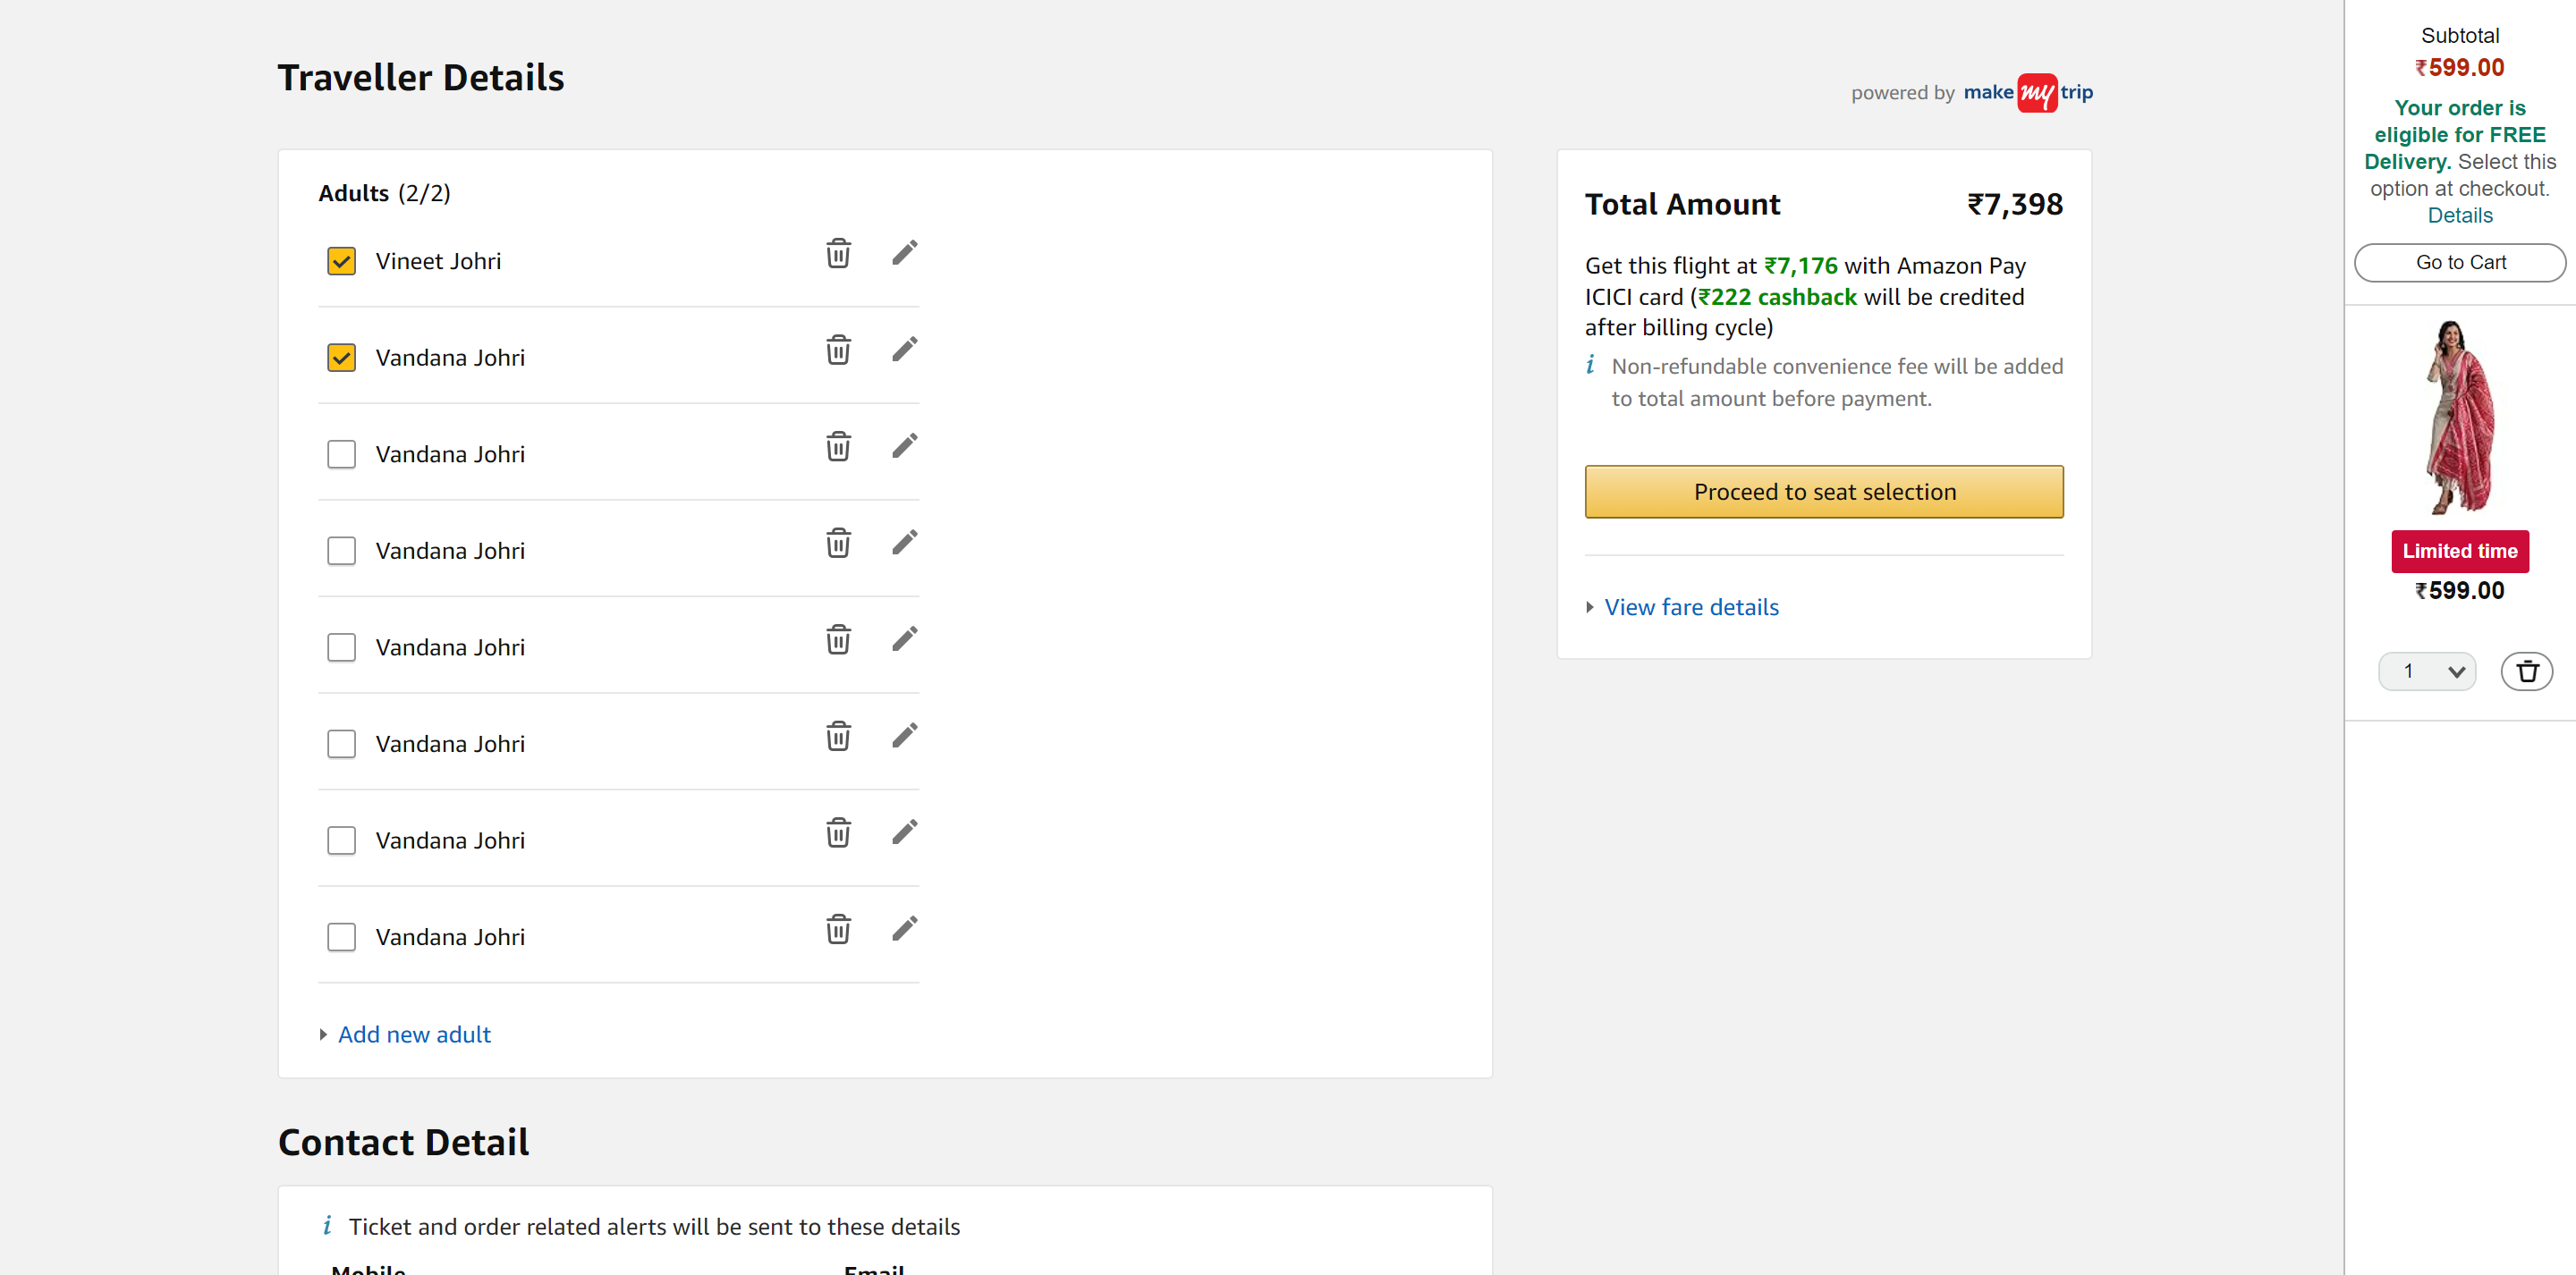 Traveller Details
powered by make my trip
Adults (2/2)
Vineet Johri
Vandana Johri
Vandana Johri
Vandana Johri
Vandana Johri
Vandana Johri
Vandana Johri
Vandana Johri
Add new adult
Total Amount ₹7,398
Get this flight at ₹7,176 with Amazon Pay
ICICI card (₹222 cashback will be credited
after billing cycle)
i Non-refundable convenience fee will be added
to total amount before payment.
Proceed to seat selection
View fare details
Contact Detail
i Ticket and order related alerts will be sent to these details
Mobile Email
Subtotal
₹599.00
Your order is
eligible for FREE
Delivery. Select this
option at checkout.
Details
Go to Cart
Limited time
₹599.00
1